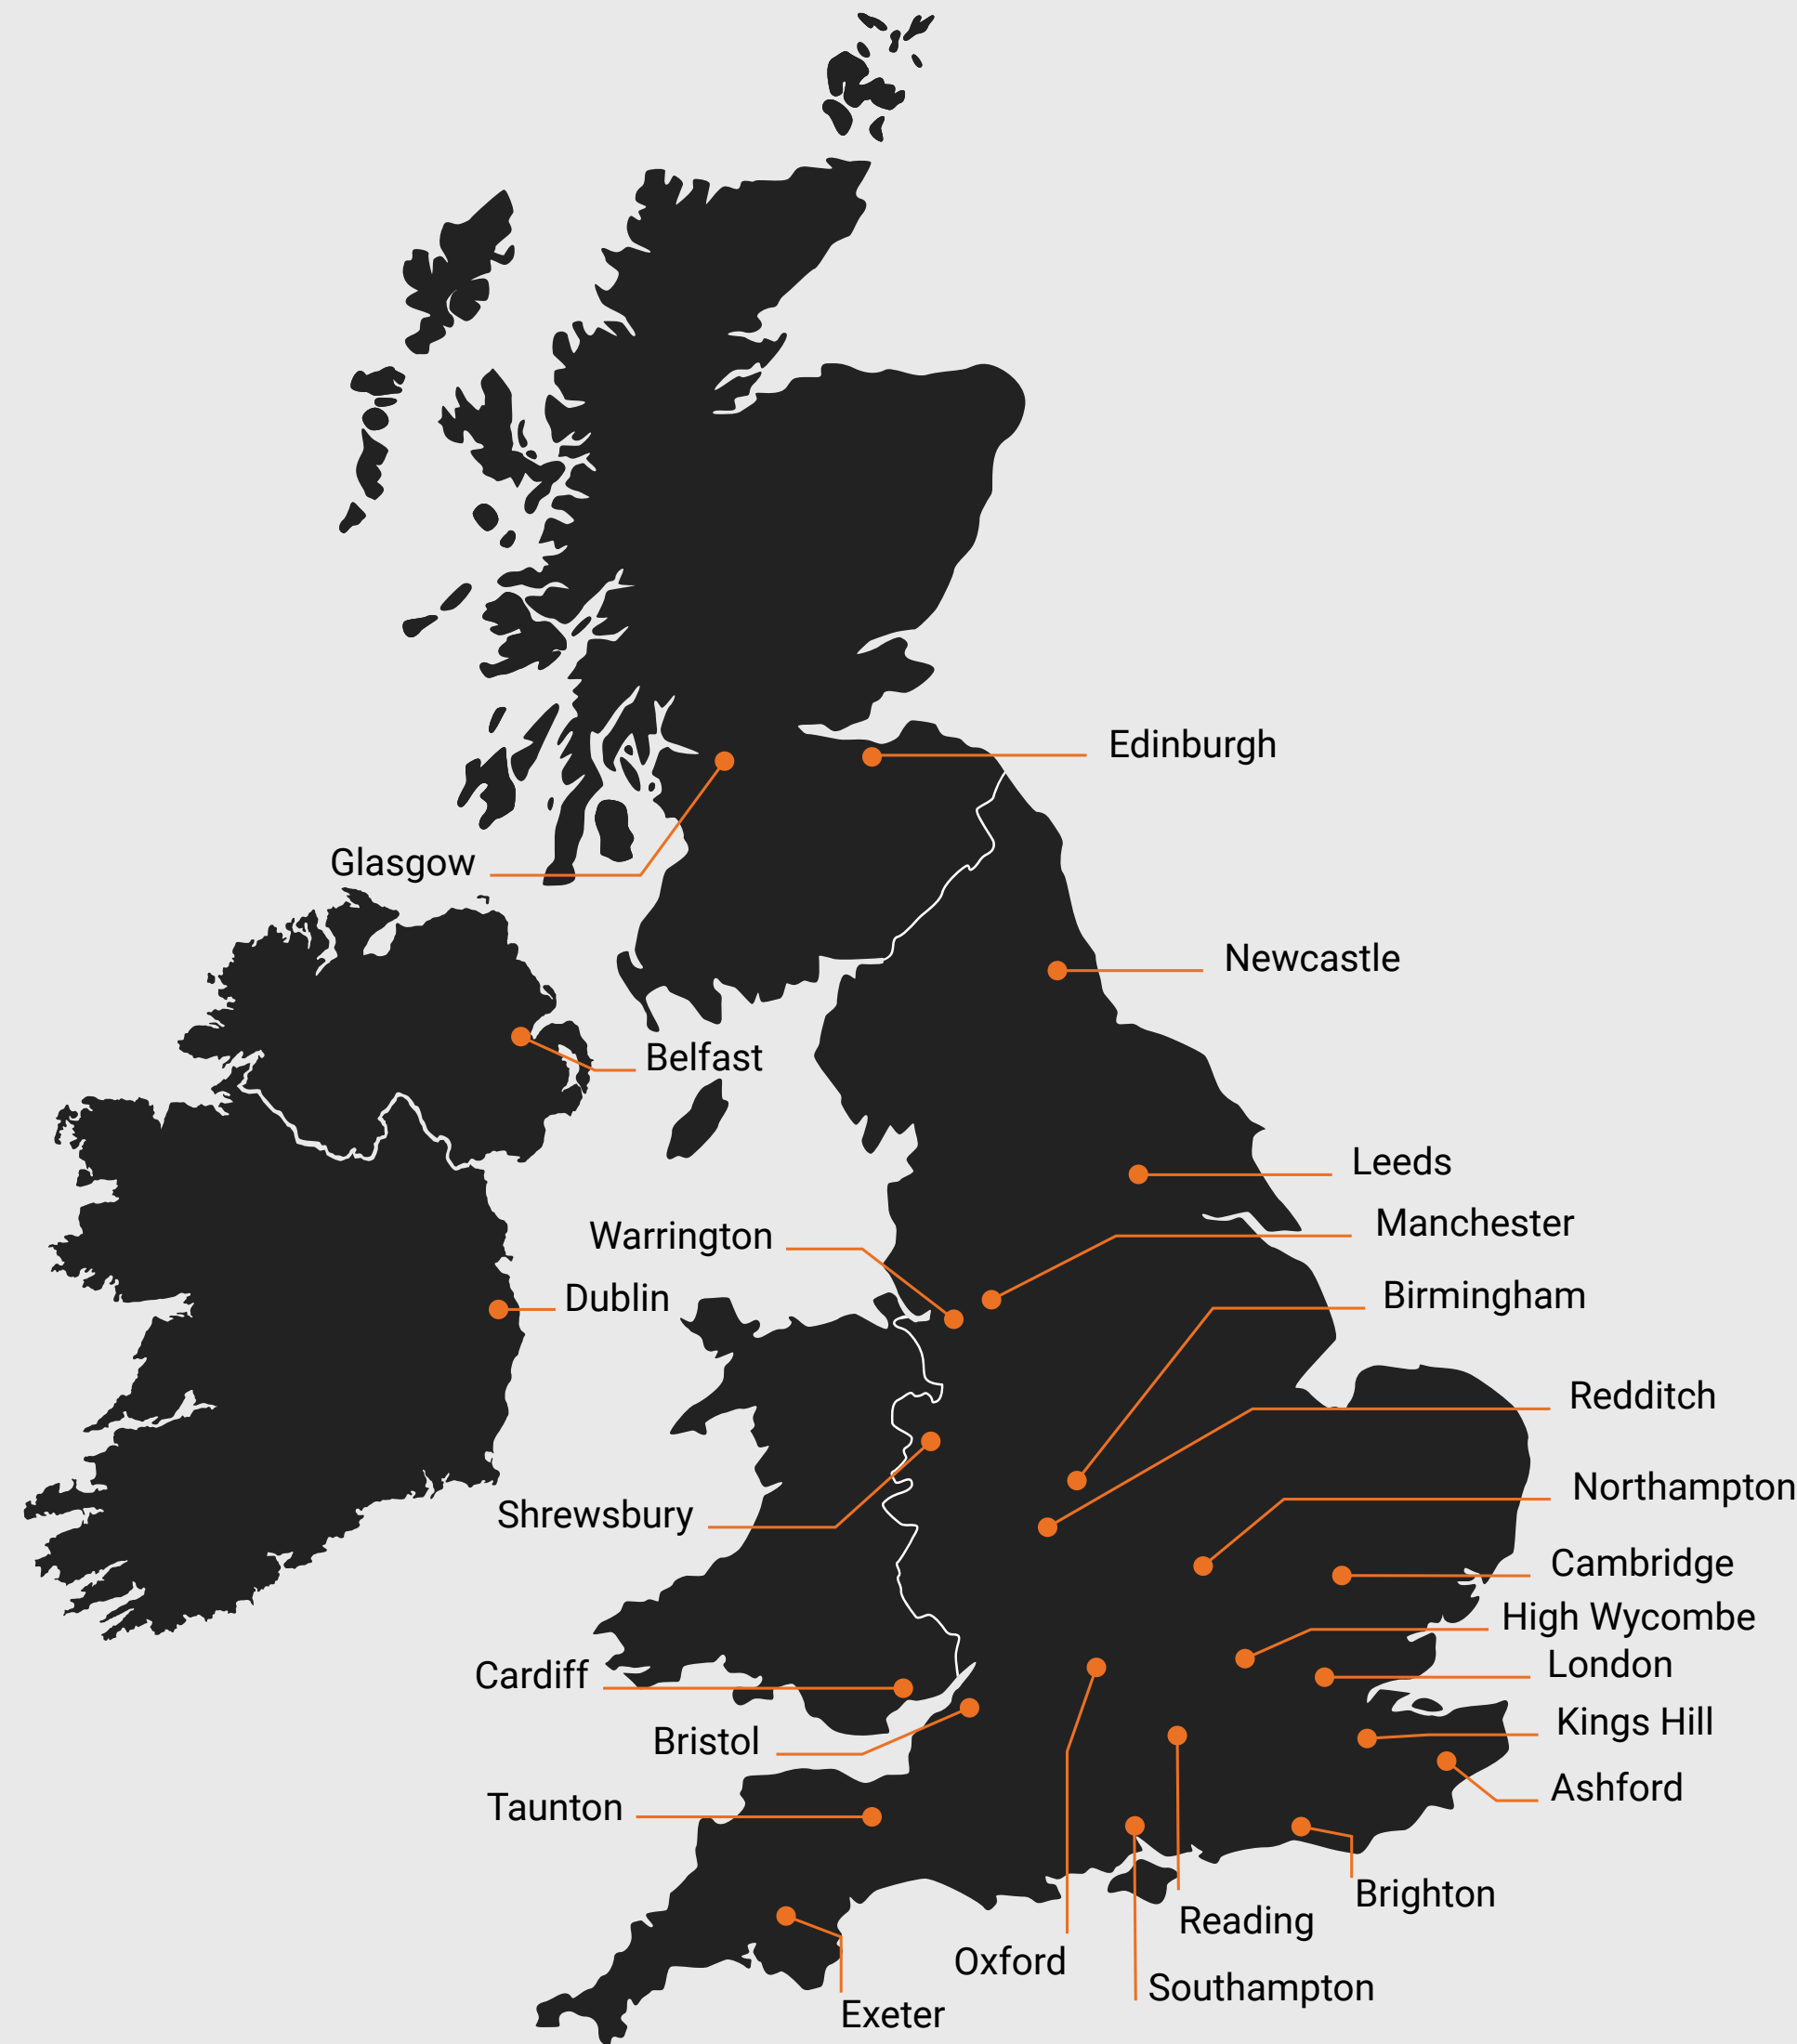 Edinburgh
Glasgow
Newcastle
Belfast
Leeds
Manchester
Warrington
Birmingham
Dublin
Redditch
Northampton
Shrewsbury
Cambridge
High Wycombe
London
Cardiff
Kings Hill
Bristol
Ashford
Taunton
Brighton
Reading
Oxford
Southampton
Exeter